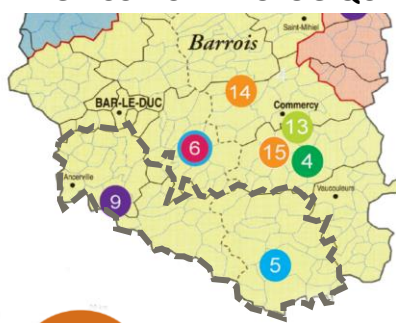 Saint-Mihiel
Barrois
14
BAR-LE-DUC
Commercy
13
6
15
4
Ancerville
Vaucouleurs
9
5